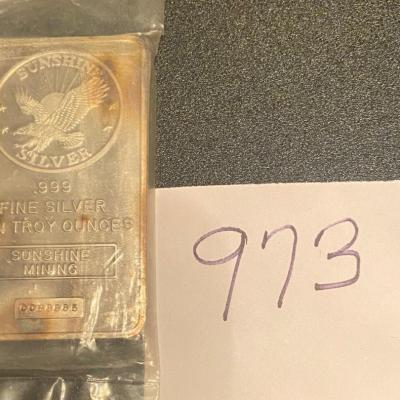 SUNSHINE
SILVER
.999
FINE SILVER
N TROY OUNCES
SUNSHINE
MINING
973